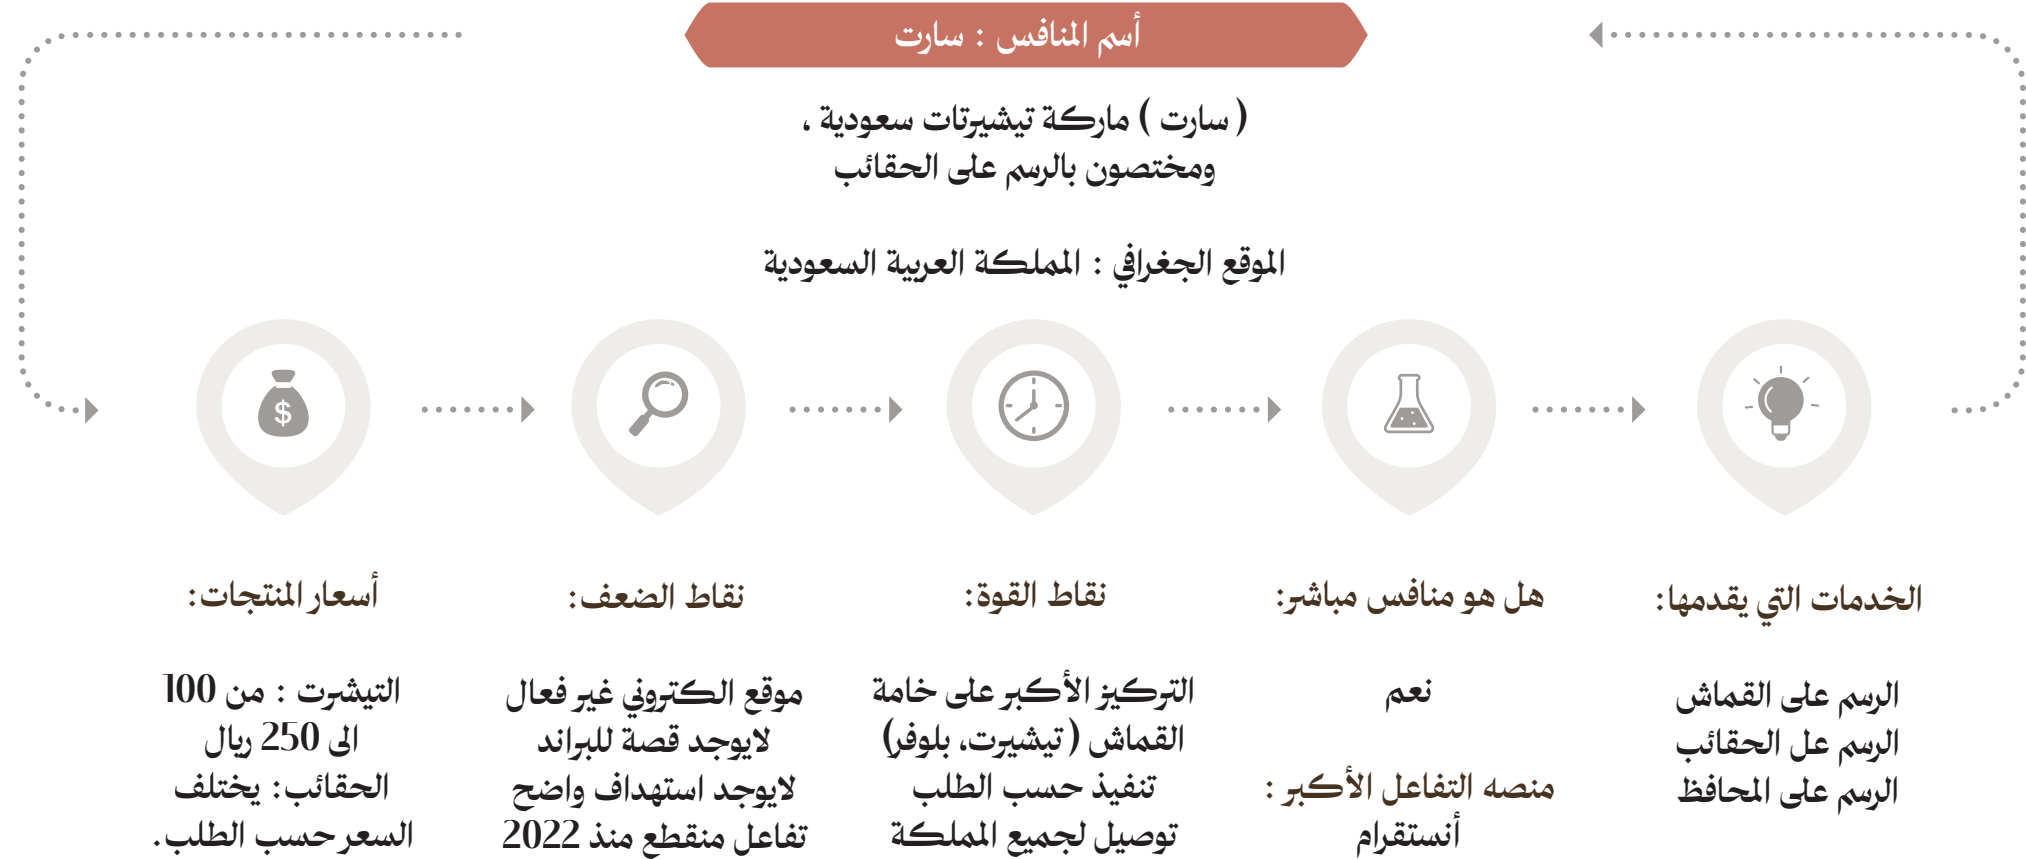 أسم المنافس : سارت
( سارت ) ماركة تيشيرتات سعودية ،
ومختصون بالرسم على الحقائب
الموقع الجغرافي : المملكة العربية السعودية
الخدمات التي يقدمها:
الرسم على القماش
الرسم عل الحقائب
الرسم على المحافظ
هل هو منافس مباشر:
نعم
منصه التفاعل الأكبر :
أنستقرام
نقاط القوة:
التركيز الأكبر على خامة
القماش ( تيشيرت، بلوفر)
تنفيذ حسب الطلب
توصيل لجميع المملكة
نقاط الضعف:
موقع الكتروني غير فعال
لايوجد قصة للبراند
لايوجد استهداف واضح
تفاعل منقطع منذ 2022
أسعار المنتجات:
التيشرت : من 100
الى 250 ريال
الحقائب: يختلف
السعر حسب الطلب.